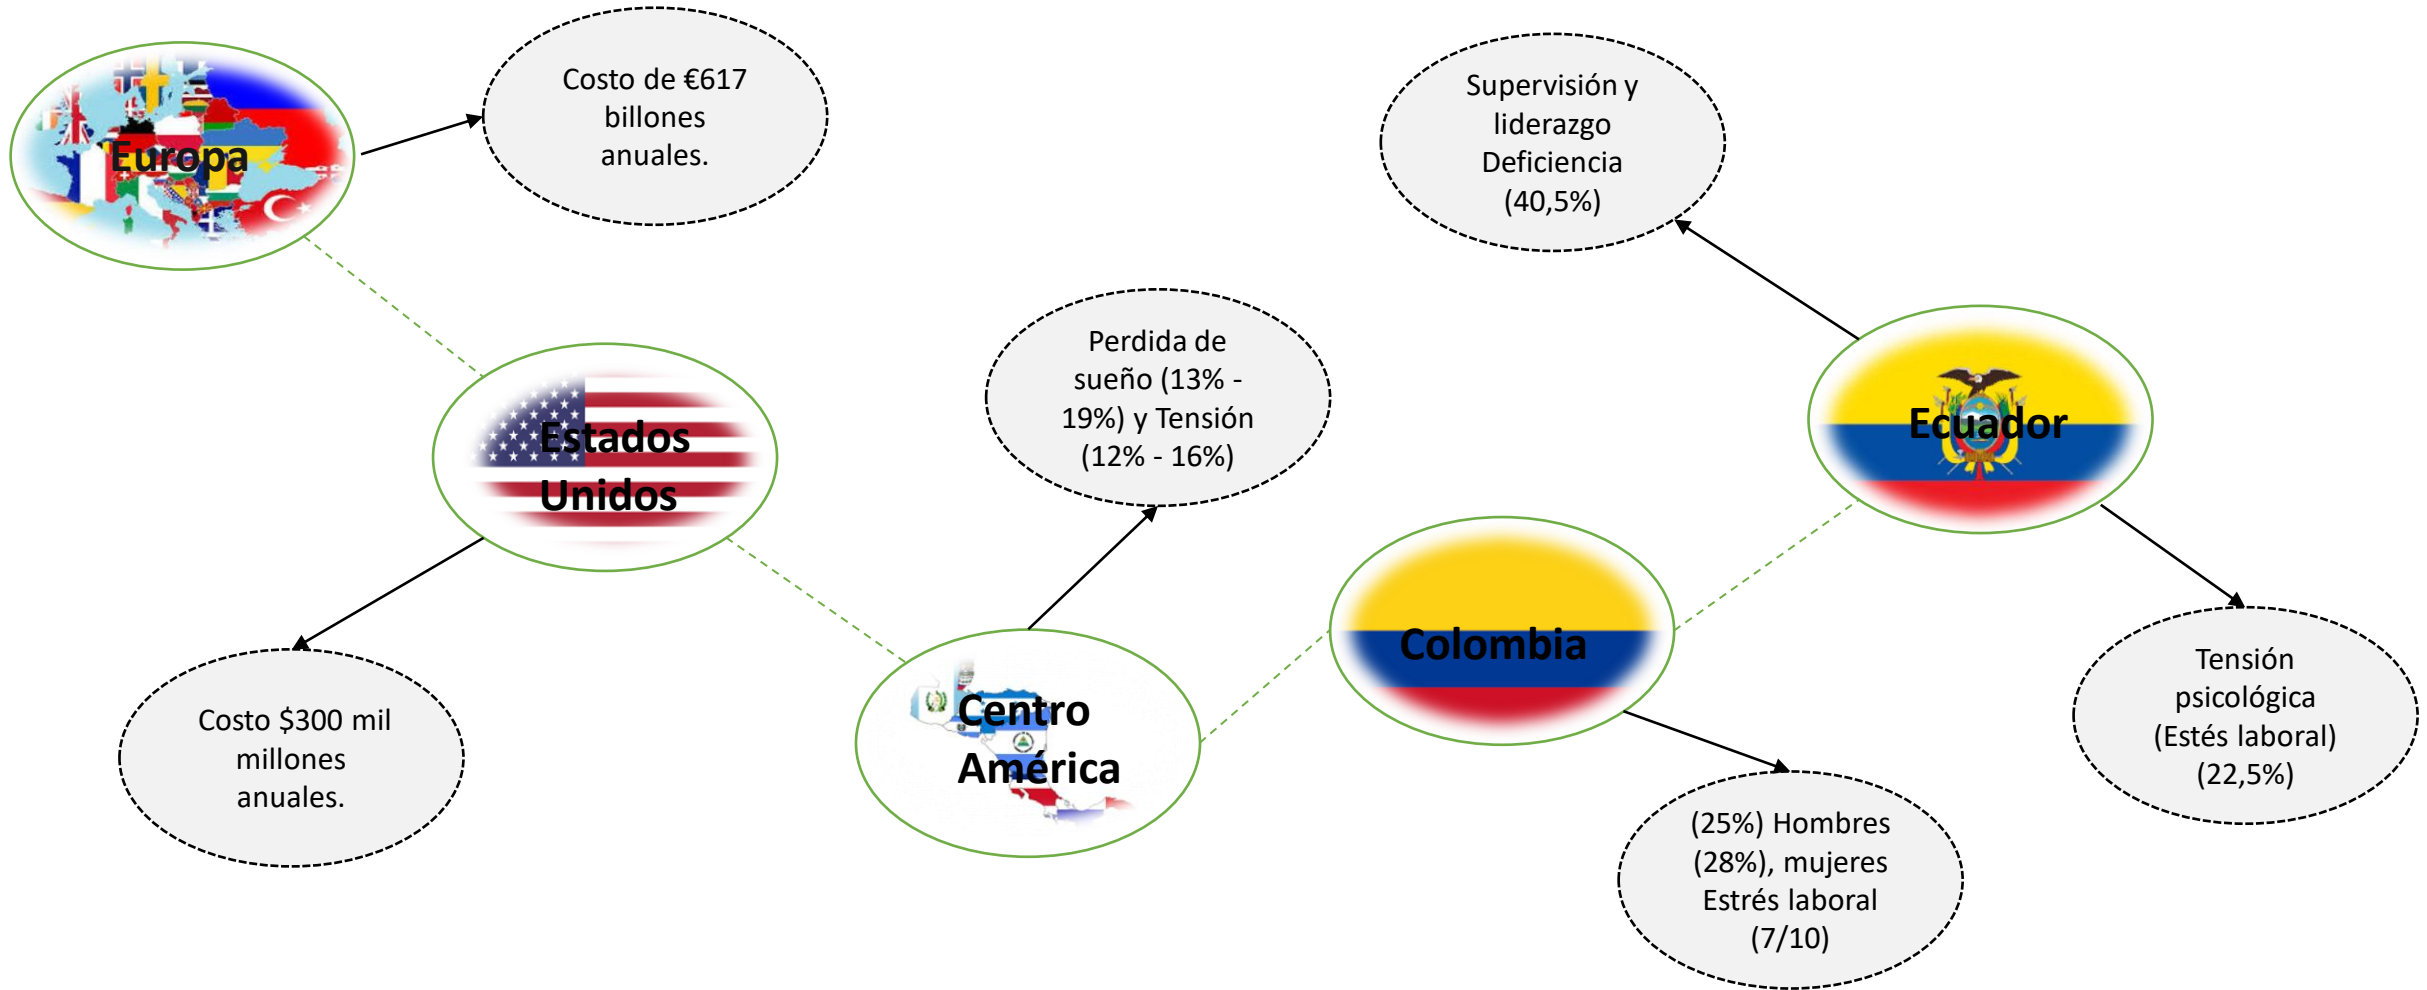 Europa
Costo de €617
billones
anuales.
Estados
Unidos
Costo $300 mil
millones
anuales.
Centro
América
Perdida de
sueño (13% -
19%) y Tensión
(12% - 16%)
Colombia
(25%) Hombres
(28%), mujeres
Estrés laboral
(7/10)
Ecuador
Supervisión y
liderazgo
Deficiencia
(40,5%)
Tensión
psicológica
(Estés laboral)
(22,5%)